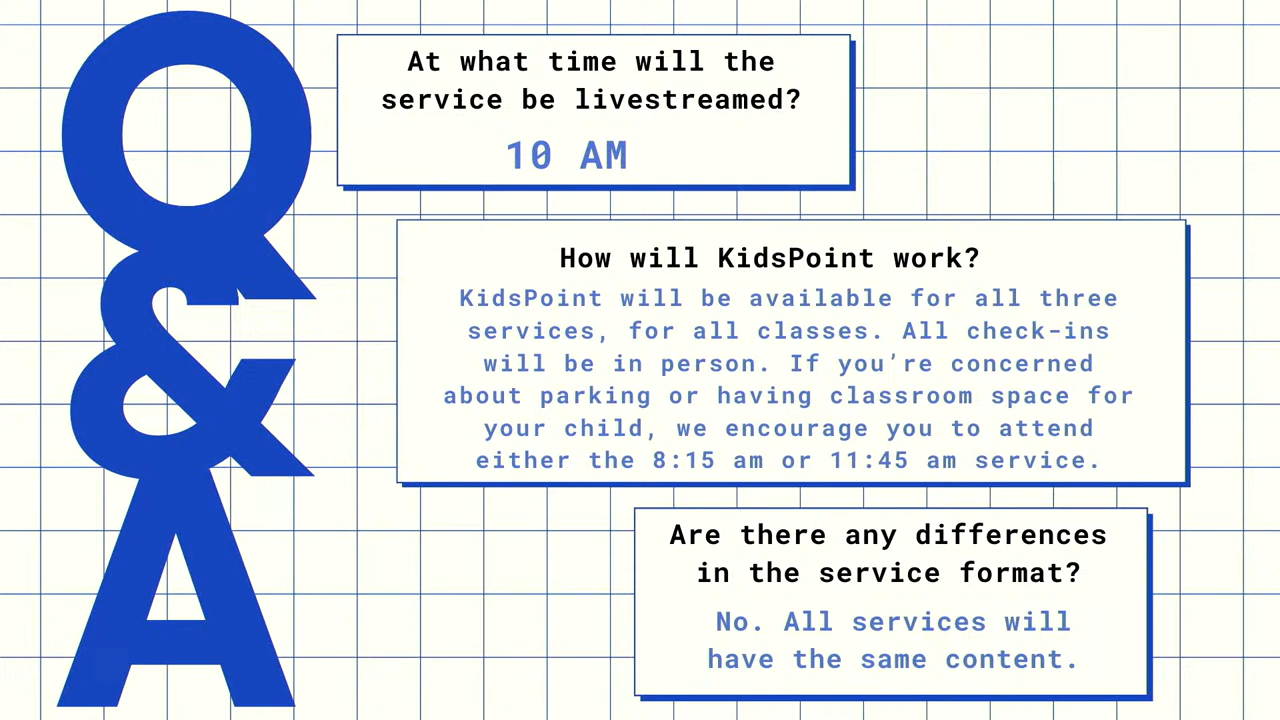 Q
&
A
At what time will the
service be livestreamed?
10 AM
How will KidsPoint work?
KidsPoint will be available for all three
services, for all classes. All check-ins
will be in person. If you’re concerned
about parking or having classroom space for
your child, we encourage you to attend
either the 8:15 am or 11:45 am service.
Are there any differences
in the service format?
No. All services will
have the same content.